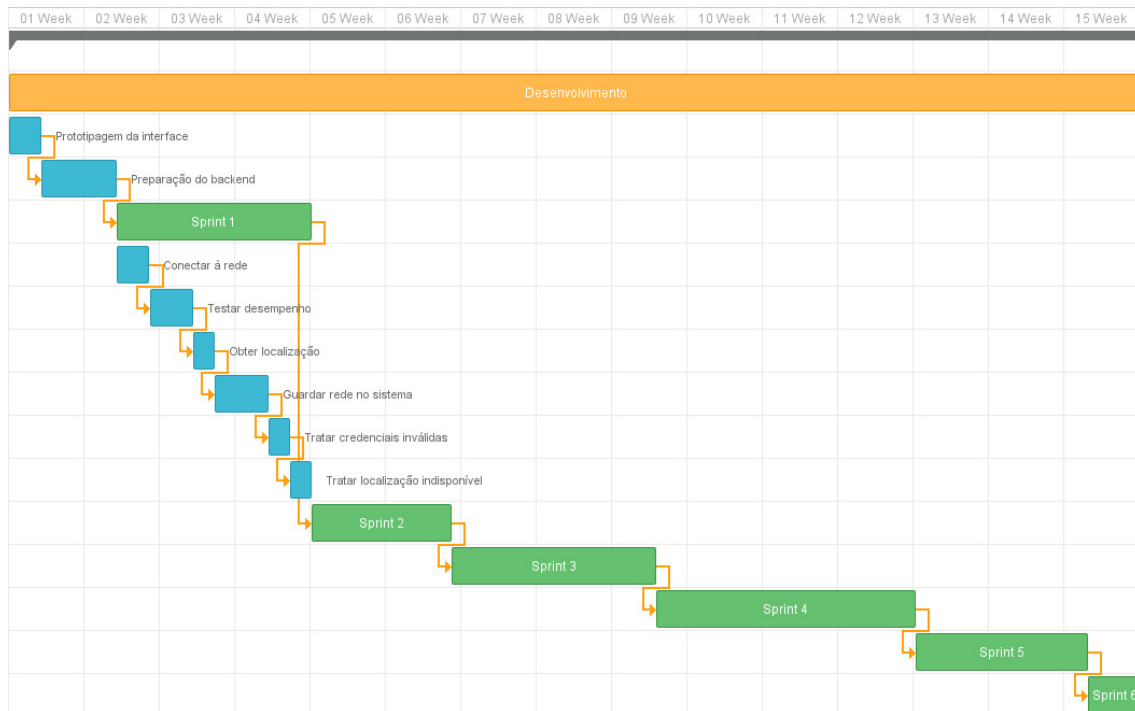 01 Week 02 Week 03 Week 04 Week 05 Week 06 Week 07 Week 08 Week 09 Week 10 Week 11 Week 12 Week 13 Week 14 Week 15 Week
Desenvolvimento
Prototipagem da interface
Preparação do backend
Sprint 1
Conectar à rede
Testar desempenho
Obter localização
Guardar rede no sistema
Tratar credenciais inválidas
Tratar localização indisponível
Sprint 2
Sprint 3
Sprint 4
Sprint 5
Sprint 6